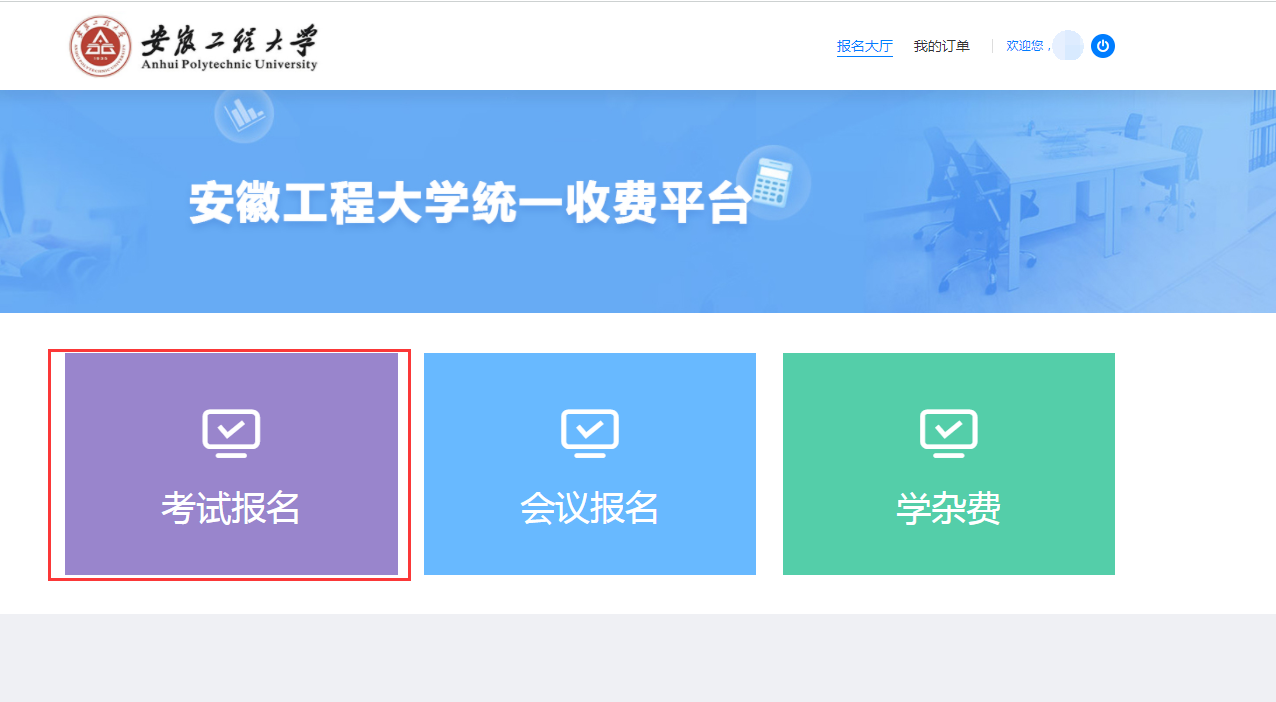 安徽工程大学
Anhui Polytechnic University
报名大厅
我的订单
欢迎您，
安徽工程大学统一收费平台
考试报名
会议报名
学杂费